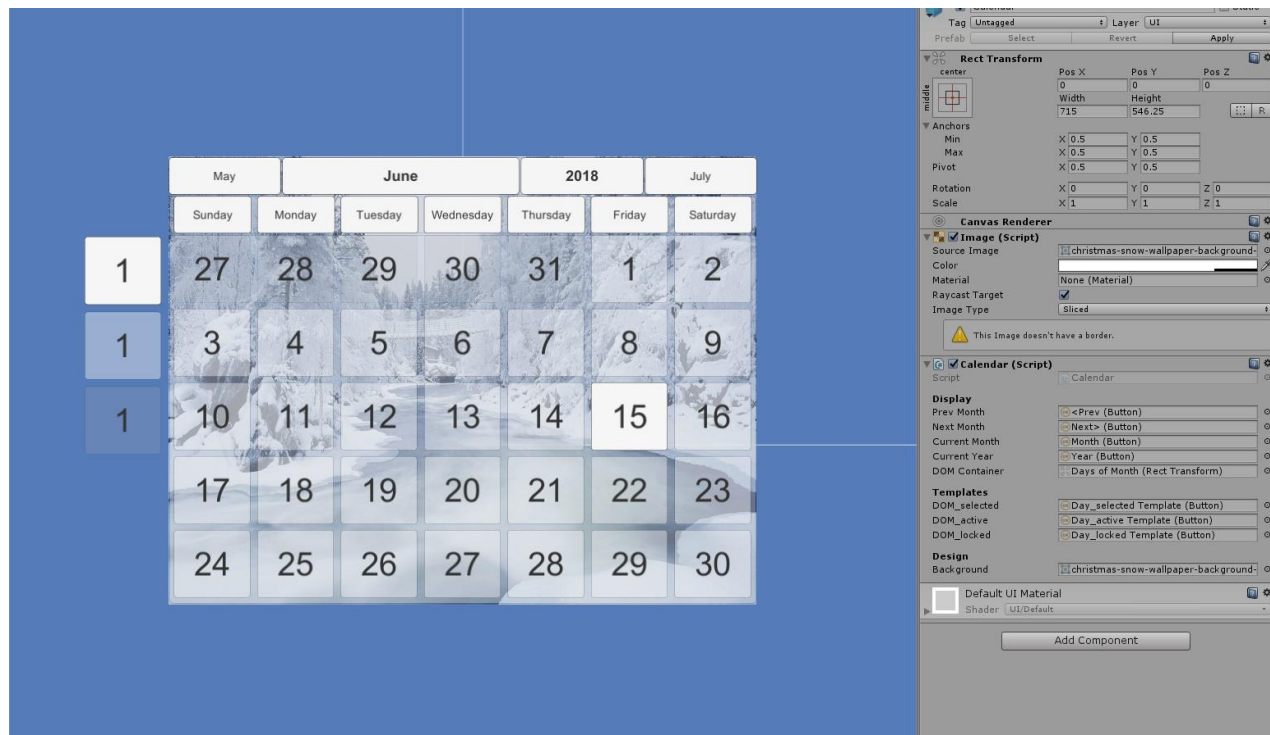 May June 2018 July
Sunday Monday Tuesday Wednesday Thursday Friday Saturday
1 27 28 29 30 31 1 2
1 3 4 5 6 7 8 9
1 10 11 12 13 14 15 16
17 18 19 20 21 22 23
24 25 26 27 28 29 30
Tag Untagged Layer UI
Prefab Select Revert Apply
Rect Transform
center Pos X Pos Y Pos Z
middle 0 0 0
Width Height
715 546.25 R
Anchors
Min X 0.5 Y 0.5
Max X 0.5 Y 0.5
Pivot X 0.5 Y 0.5
Rotation X 0 Y 0 Z 0
Scale X 1 Y 1 Z 1
Canvas Renderer
Image (Script)
Source Image christmas-snow-wallpaper-background-
Color
Material None (Material)
Raycast Target
Image Type Sliced
This Image doesn't have a border.
Calendar (Script)
Script Calendar
Display
Prev Month <Prev (Button)
Next Month Next> (Button)
Current Month Month (Button)
Current Year Year (Button)
DOM Container Days of Month (Rect Transform)
Templates
DOM_selected Day_selected Template (Button)
DOM_active Day_active Template (Button)
DOM_locked Day_locked Template (Button)
Design
Background christmas-snow-wallpaper-background-
Default UI Material
Shader UI/Default
Add Component